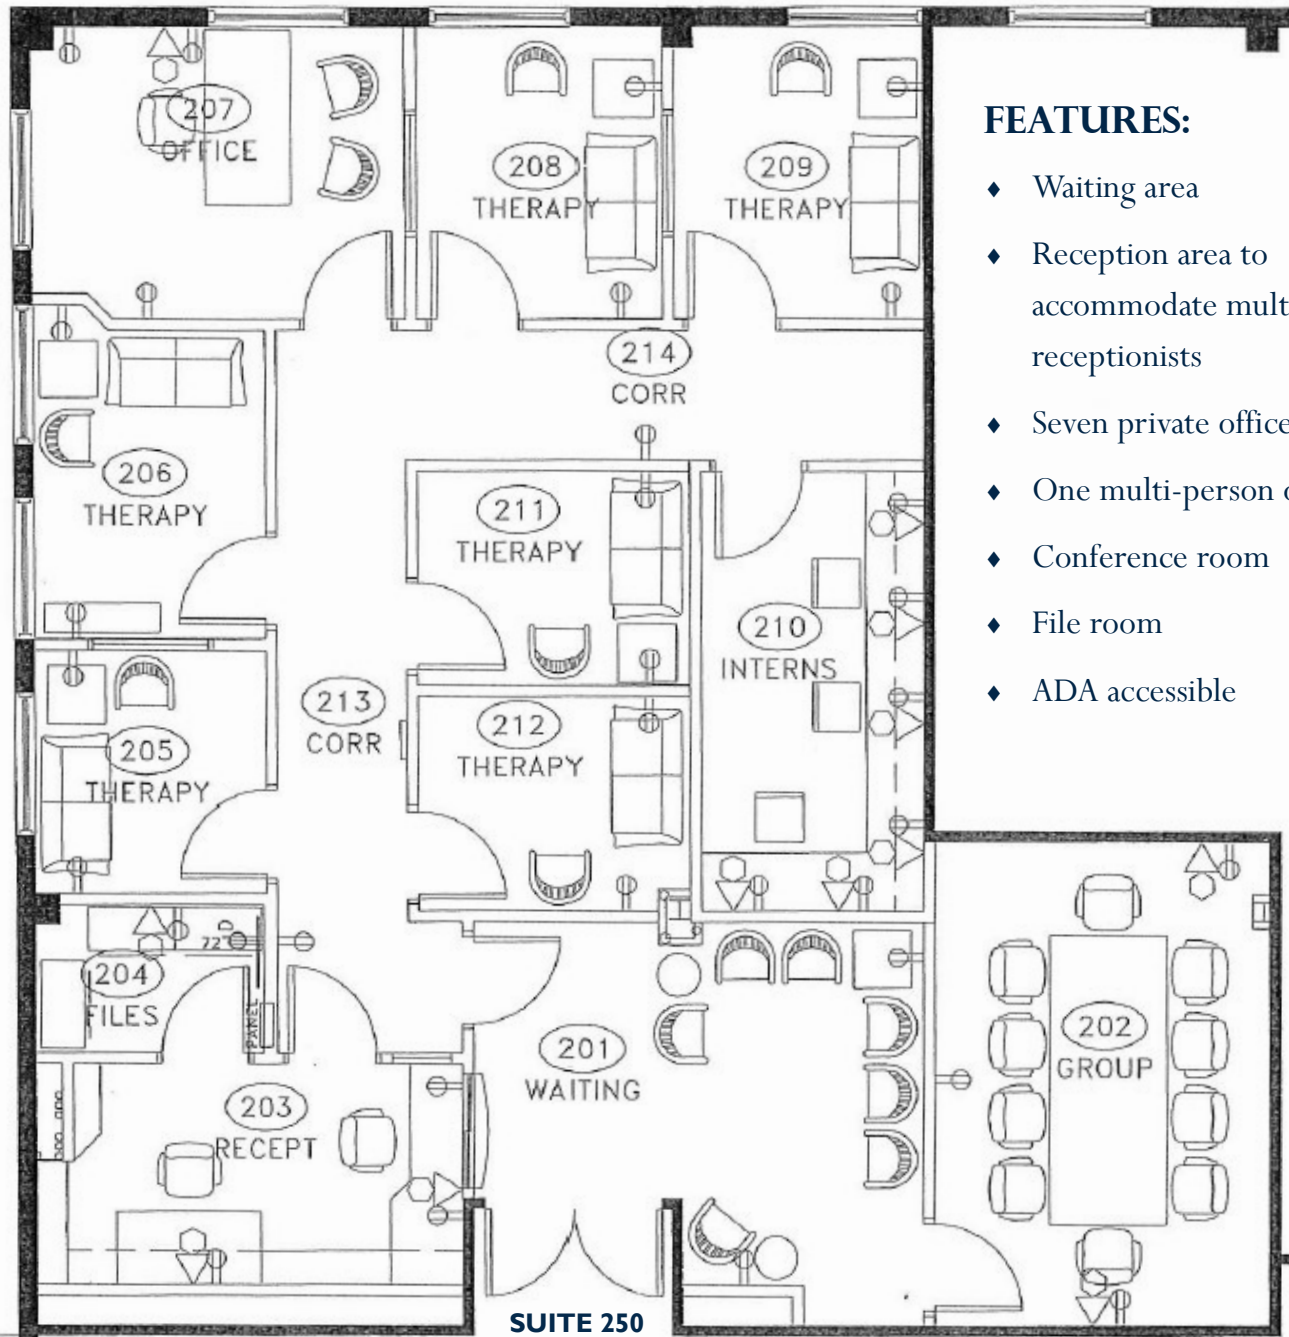 207
OFFICE
208
THERAPY
209
THERAPY
FEATURES:
♦ Waiting area
♦ Reception area to
accommodate mult
receptionists
♦ Seven private office
♦ One multi-person o
♦ Conference room
♦ File room
♦ ADA accessible
214
CORR
206
THERAPY
211
THERAPY
210
INTERNS
213
CORR
212
THERAPY
205
THERAPY
72"
D
204
FILES
PANEL
201
WAITING
202
GROUP
203
RECEPT
SUITE 250